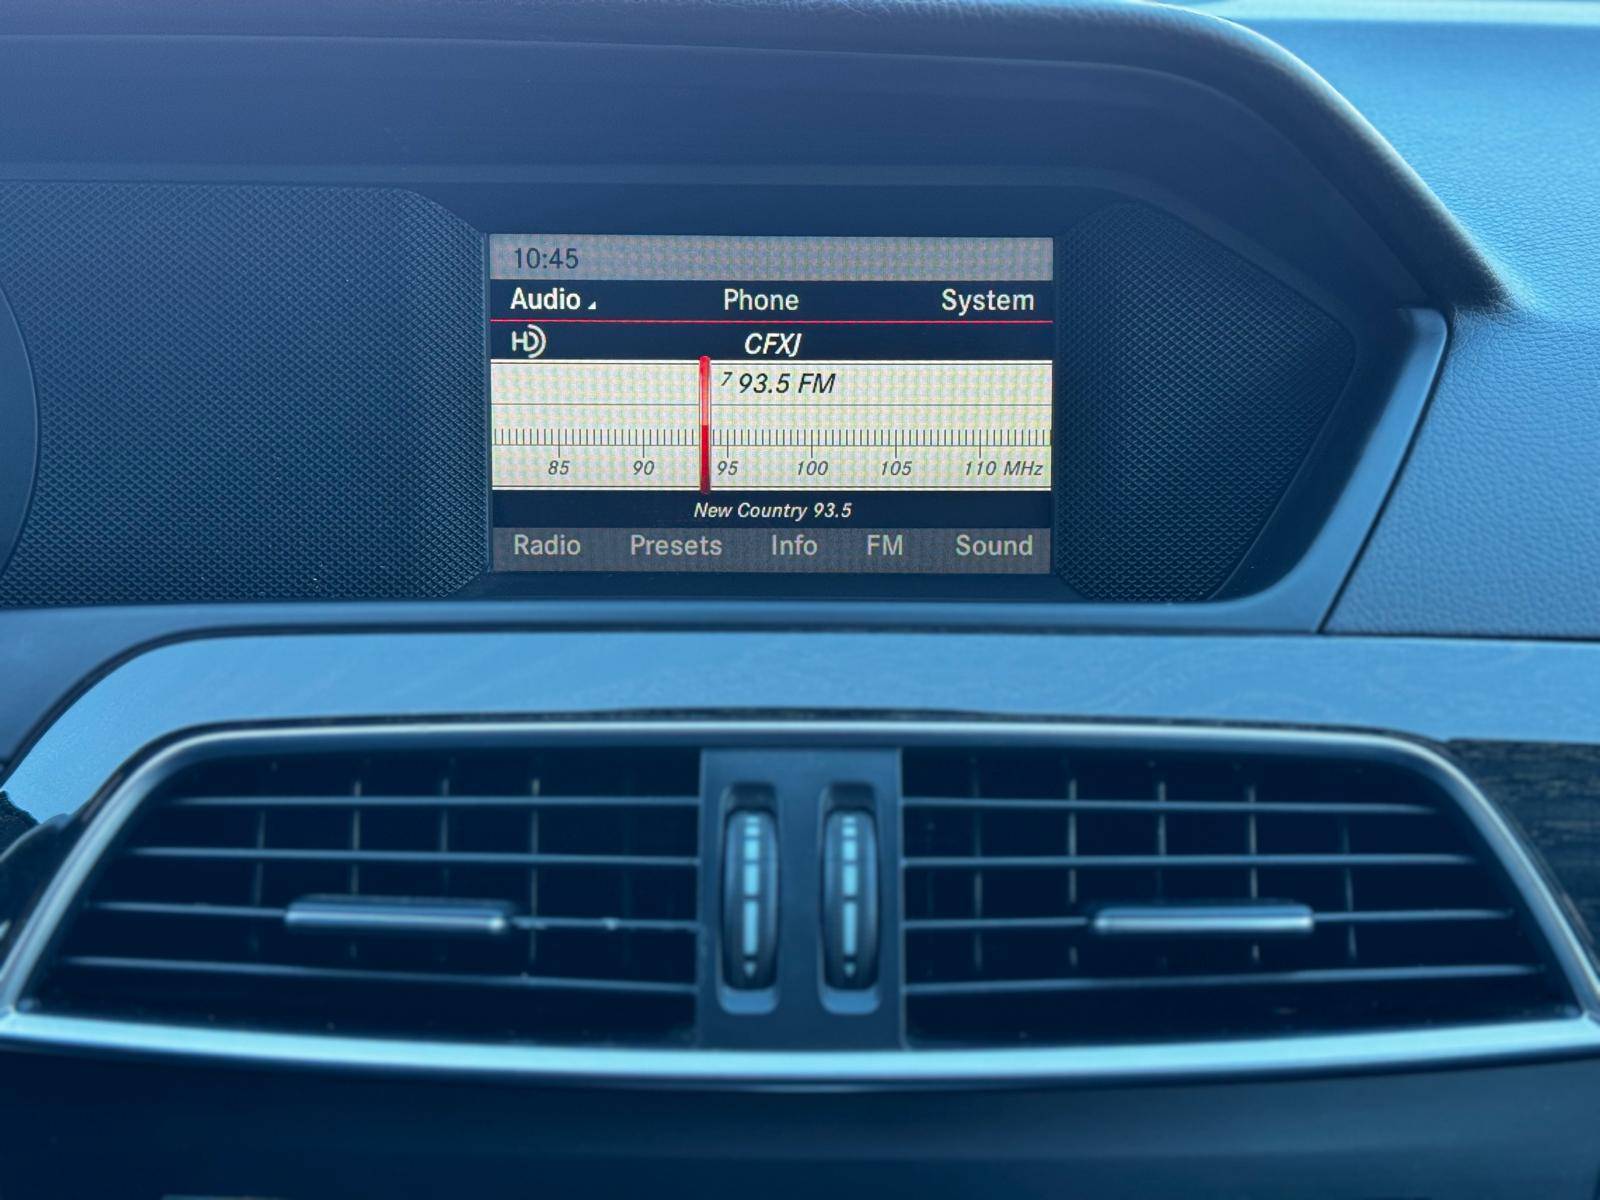 10:45
Audio Phone System
HD CFXJ
7 93.5 FM
85 90 95 100 105 110 MHz
New Country 93.5
Radio Presets Info FM Sound